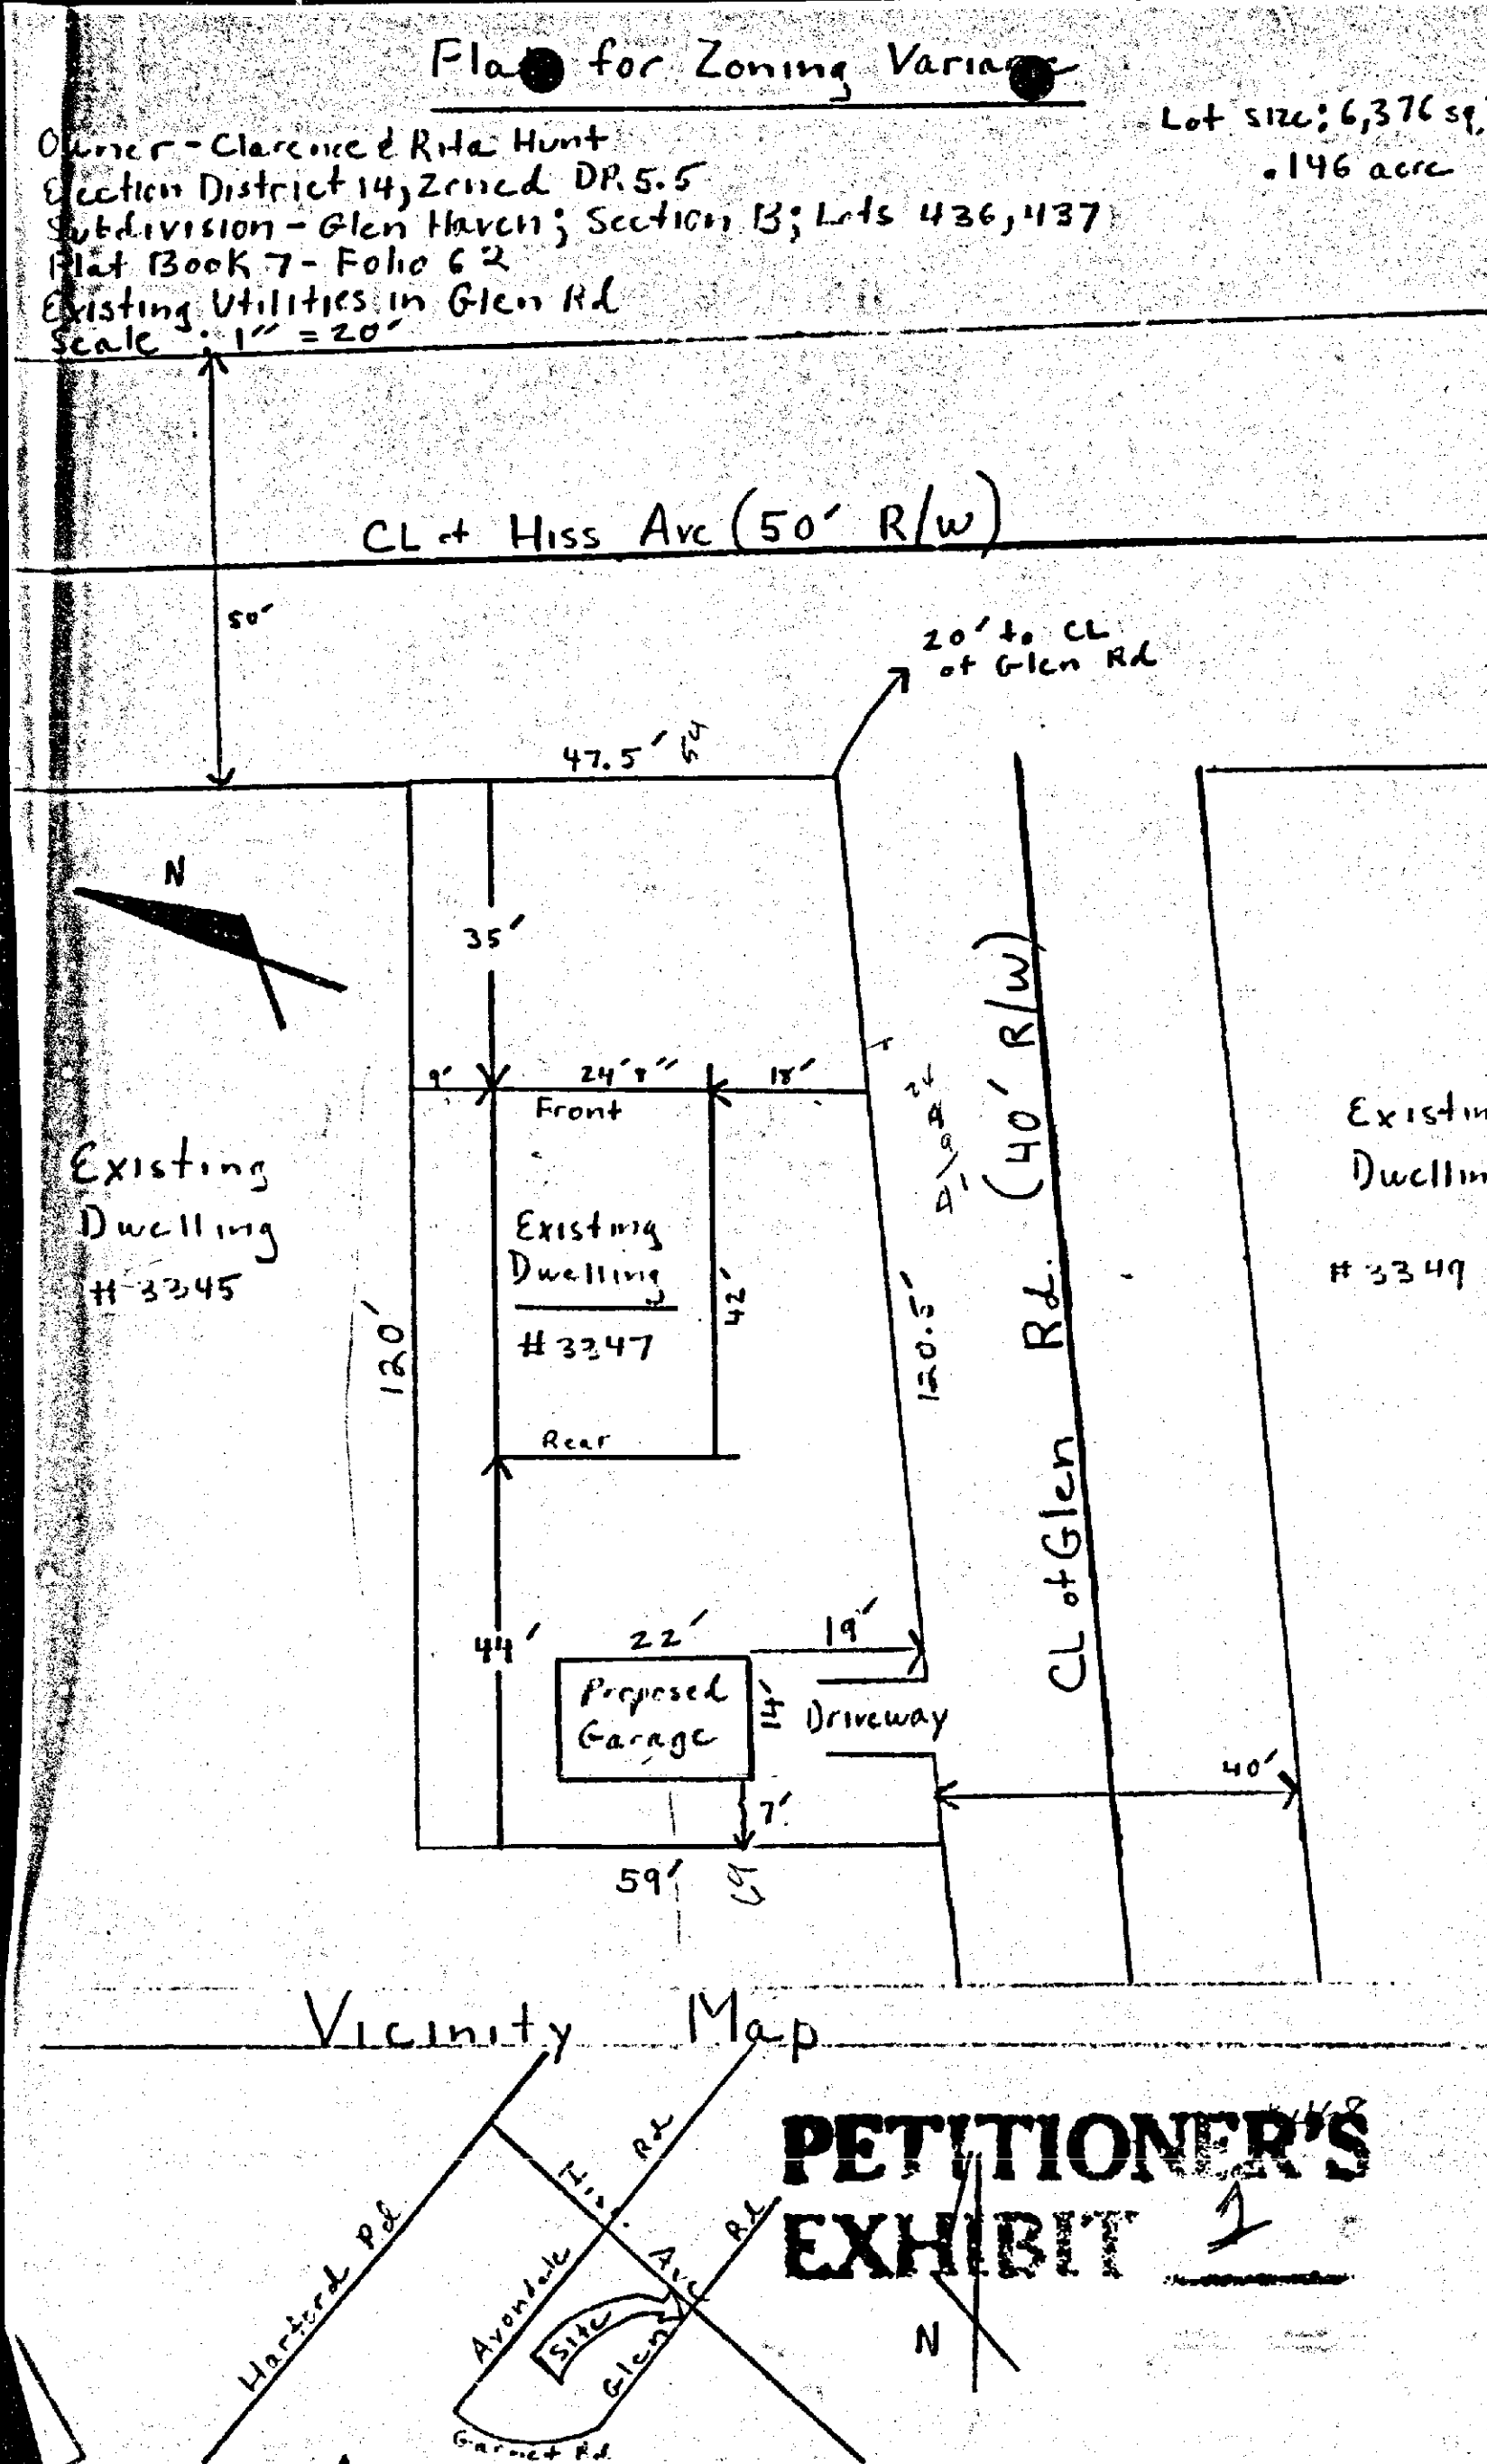 for Zoning
Lot size: 6,376 sq.
.146 acre
Owner - Clarence & Rita Hunt
Election District 14, Zoned DR.5.5
Subdivision - Glen Haven; Section B; Lots 436, 437
Plat Book 7 - Folio 62
Existing Utilities in Glen Rd
Scale : 1" = 20'
CL of Hiss Ave (50' R/W)
50'
20' to CL
of Glen Rd
47.5'
N
35'
9'
24'8"
18'
Front
Existing
Dwelling
#3345
Existing
Dwelling
#3347
42'
120'
120.5'
CL of Glen Rd. (40' R/W)
#3349
Rear
44'
22'
19'
Proposed
Garage
14'
Driveway
40'
7'
59'
Vicinity Map
Harford Rd
Hiss Ave
Avondale Rd
Site
Glen Rd
Garnet Rd
PETITIONER'S
EXHIBIT 1
N